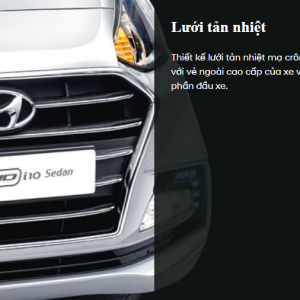 Lưới tản nhiệt
Thiết kế lưới tản nhiệt mạ crô
với vẻ ngoài cao cấp của xe v
phần đầu xe.
i10 Sedan